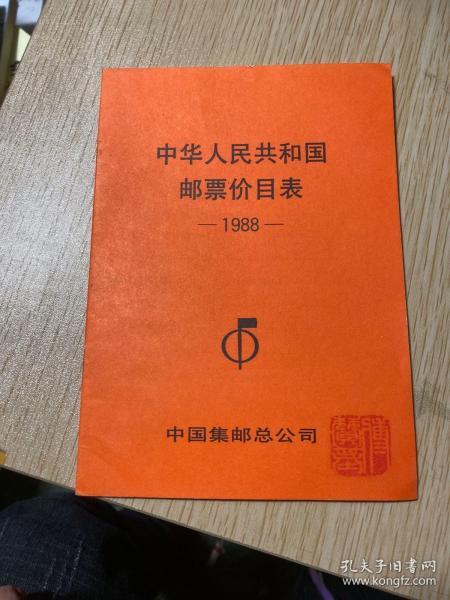 中华人民共和国
邮票价目表
—1988—
中国集邮总公司
孔夫子旧书网
www.kongfz.com